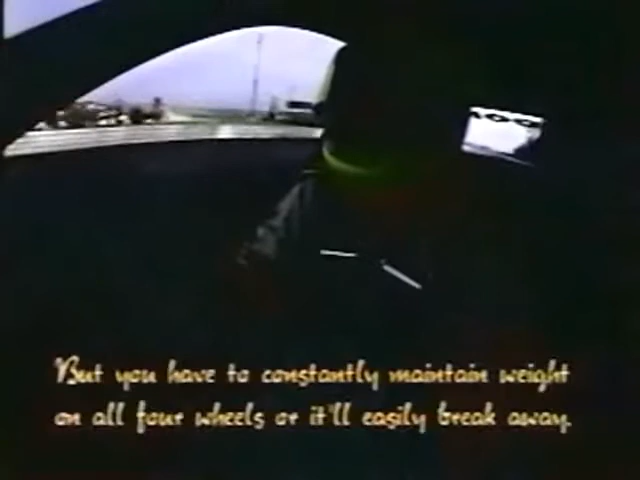 But you have to constantly maintain weight
on all four wheels or it'll easily break away.